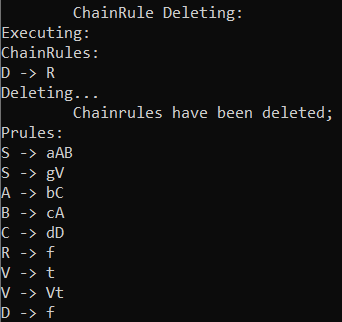 ChainRule Deleting:
Executing:
ChainRules:
D -> R
Deleting...
Chainrules have been deleted;
Prules:
S -> aAB
S -> gV
A -> bC
B -> cA
C -> dD
R -> f
V -> t
V -> Vt
D -> f